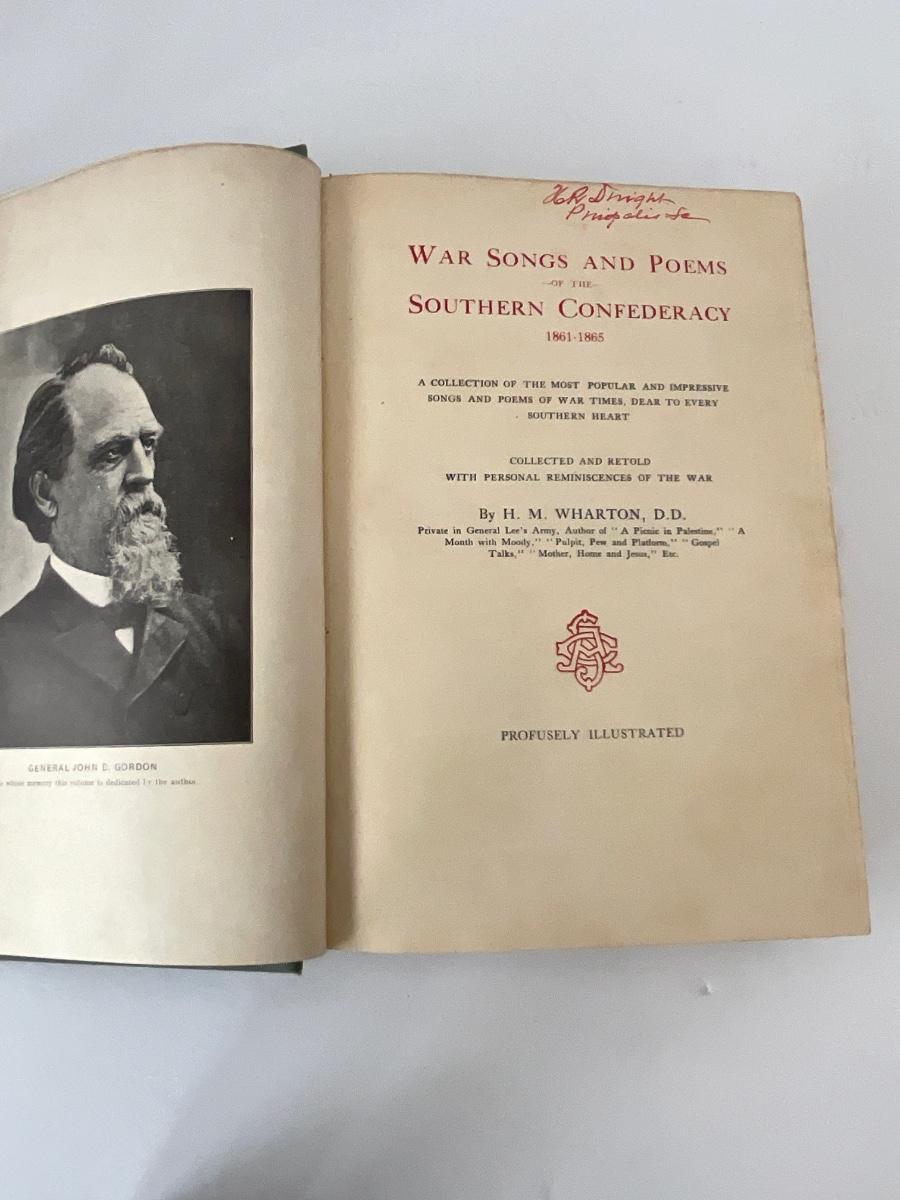 GENERAL JOHN B. GORDON
whose memory this volume is dedicated by the author
H R Dwight
Pinopolis Sc
WAR SONGS AND POEMS
—OF THE—
SOUTHERN CONFEDERACY
1861-1865
A COLLECTION OF THE MOST POPULAR AND IMPRESSIVE
SONGS AND POEMS OF WAR TIMES, DEAR TO EVERY
SOUTHERN HEART
COLLECTED AND RETOLD
WITH PERSONAL REMINISCENCES OF THE WAR
By H. M. WHARTON, D.D.
Private in General Lee's Army, Author of "A Picnic in Palestine," "A
Month with Moody," "Pulpit, Pew and Platform," "Gospel
Talks," "Mother, Home and Jesus," Etc.
PROFUSELY ILLUSTRATED